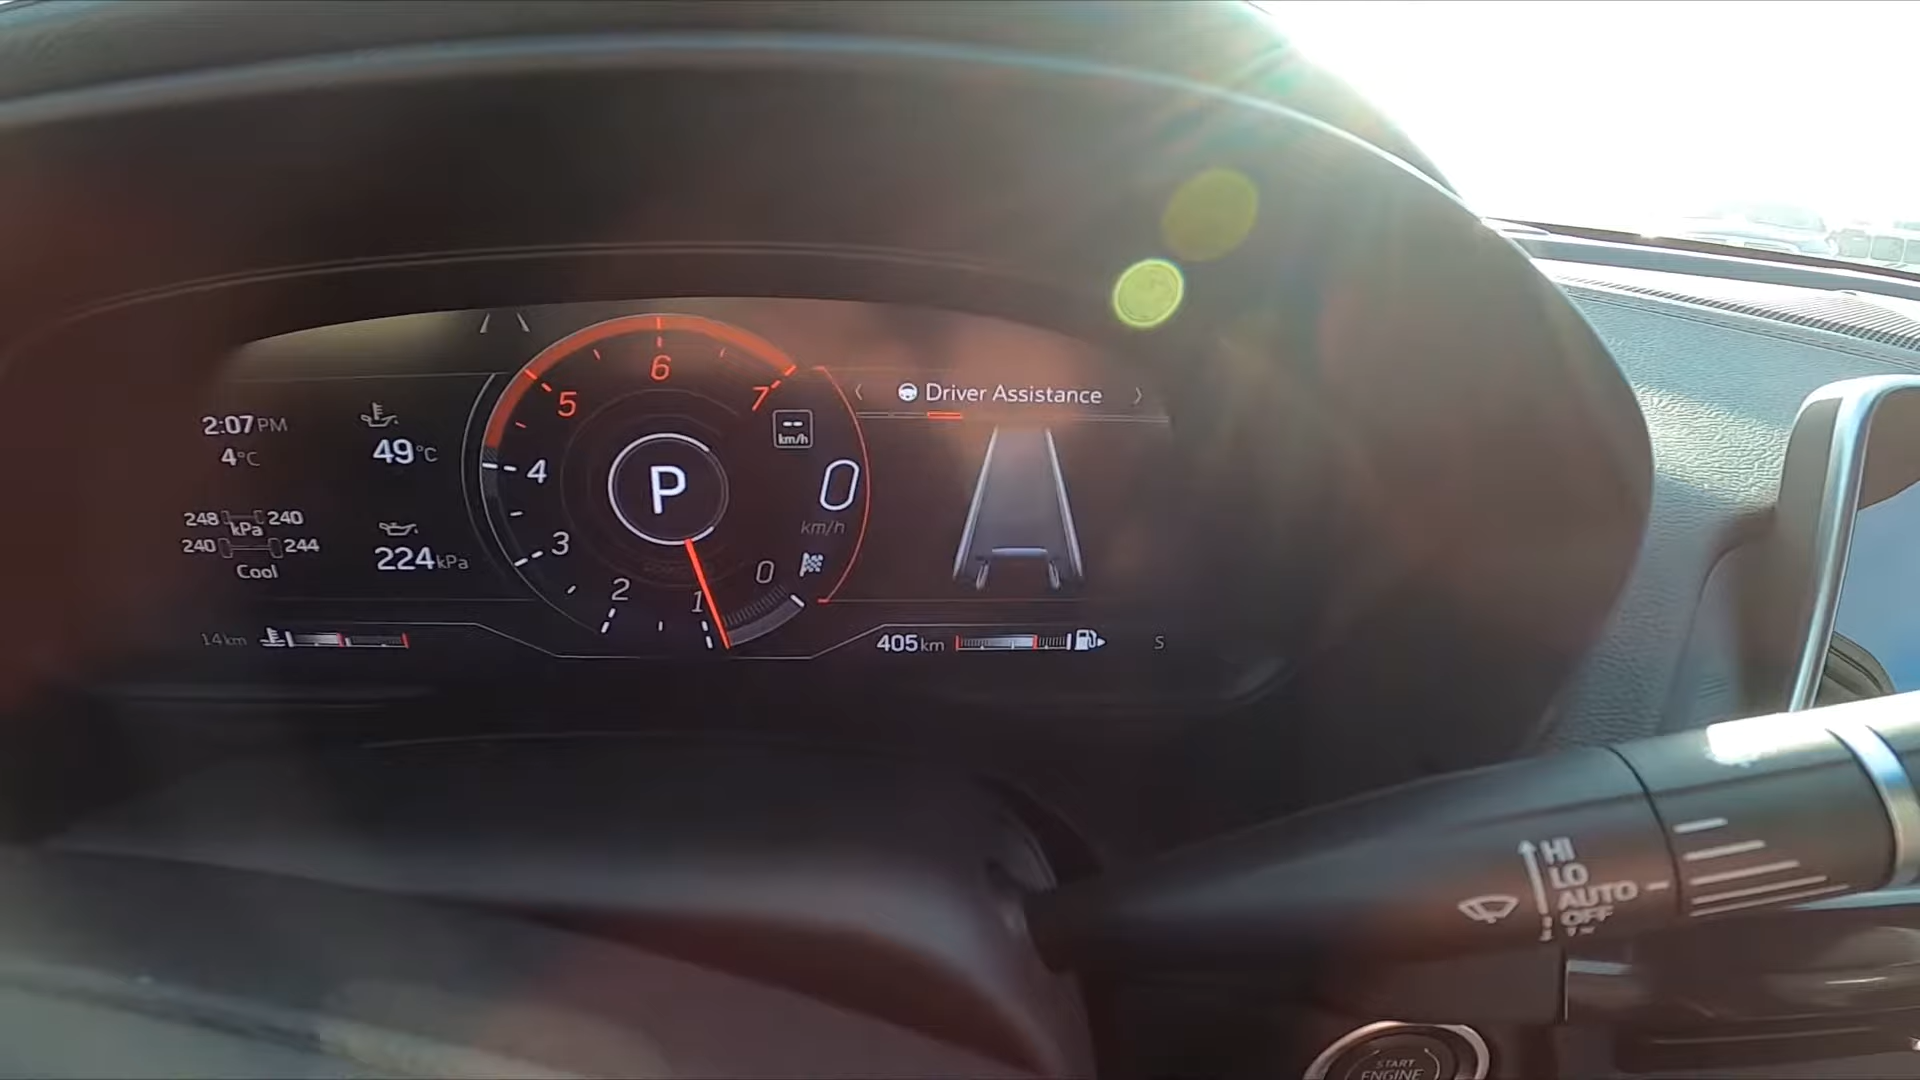 2:07 PM
4°C
49°C
248 240
kPa
240 244
Cool
224 kPa
14 km
0
1
2
3
4
5
6
7
P
--
km/h
0
km/h
Driver Assistance
405 km
S
HI
LO
AUTO
OFF
START
ENGINE